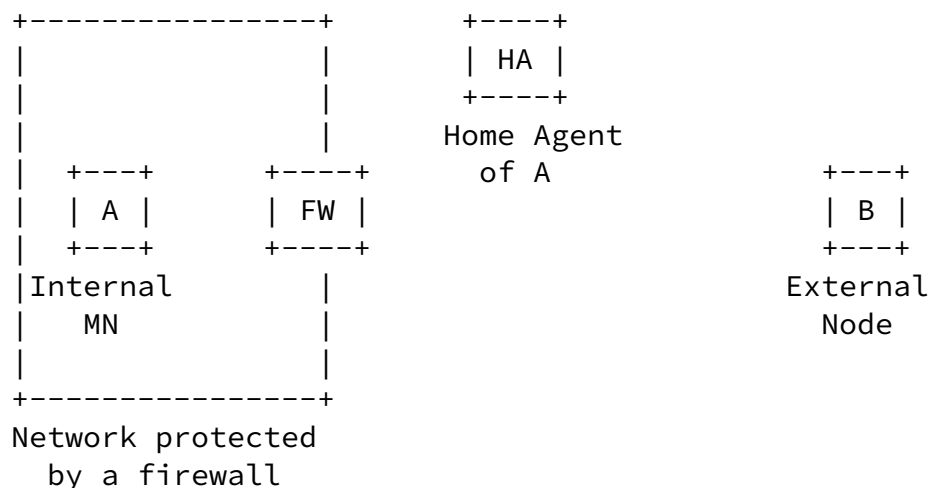 +----------------+       +----+
|                |       | HA |
|                |       +----+
|                |      Home Agent
|  +---+      +----+      of A               +---+
|  | A |      | FW |                         | B |
|  +---+      +----+                         +---+
|Internal        |                         External
|   MN           |                           Node
|                |
+----------------+
Network protected
by a firewall